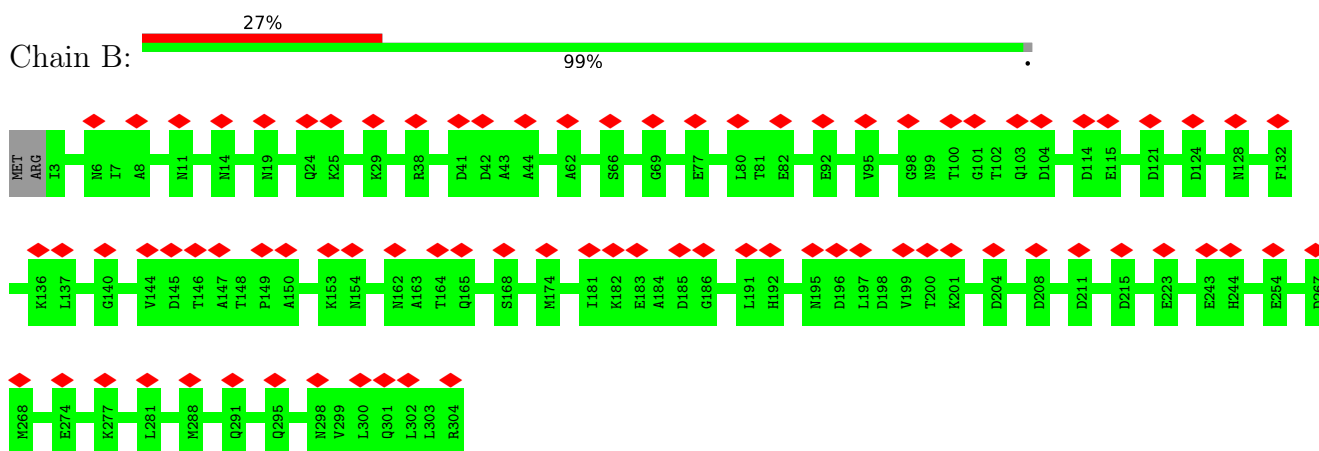 27%
Chain B:
99%
.
MET ARG I3 N6 I7 A8 N11 N14 N19 Q24 K25 K29 R38 D41 D42 A43 A44 A62 S66 G69 E77 L80 T81 E82 E92 V95 G98 N99 T100 G101 T102 Q103 D104 D114 E115 D121 D124 N128 F132
K136 L137 G140 V144 D145 T146 A147 T148 P149 A150 K153 N154 N162 A163 T164 Q165 S168 M174 I181 K182 E183 A184 D185 G186 L191 H192 N195 D196 L197 D198 V199 T200 K201 D204 D208 D211 D215 E223 E243 H244 E254
M268 E274 K277 L281 M288 Q291 Q295 N298 V299 L300 Q301 L302 L303 R304